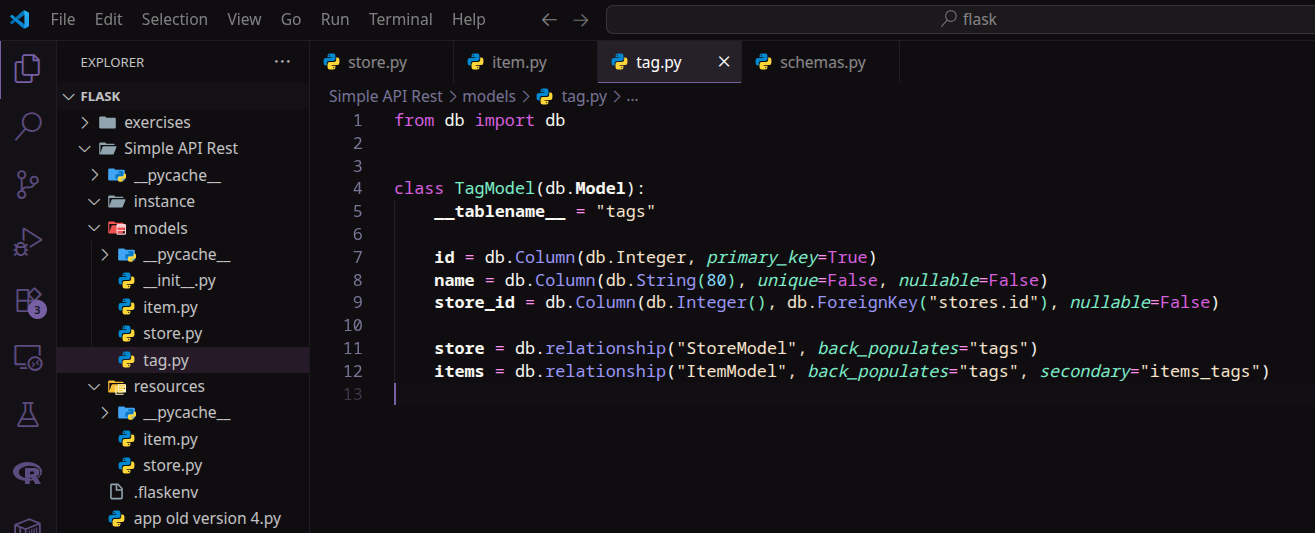 File Edit Selection View Go Run Terminal Help
flask
EXPLORER
FLASK
exercises
Simple API Rest
__pycache__
instance
models
__pycache__
__init__.py
item.py
store.py
tag.py
resources
__pycache__
item.py
store.py
.flaskenv
app old version 4.py
3
store.py item.py tag.py schemas.py
Simple API Rest > models > tag.py > ...
1 from db import db
2
3
4 class TagModel(db.Model):
5 __tablename__ = "tags"
6
7 id = db.Column(db.Integer, primary_key=True)
8 name = db.Column(db.String(80), unique=False, nullable=False)
9 store_id = db.Column(db.Integer(), db.ForeignKey("stores.id"), nullable=False)
10
11 store = db.relationship("StoreModel", back_populates="tags")
12 items = db.relationship("ItemModel", back_populates="tags", secondary="items_tags")
13